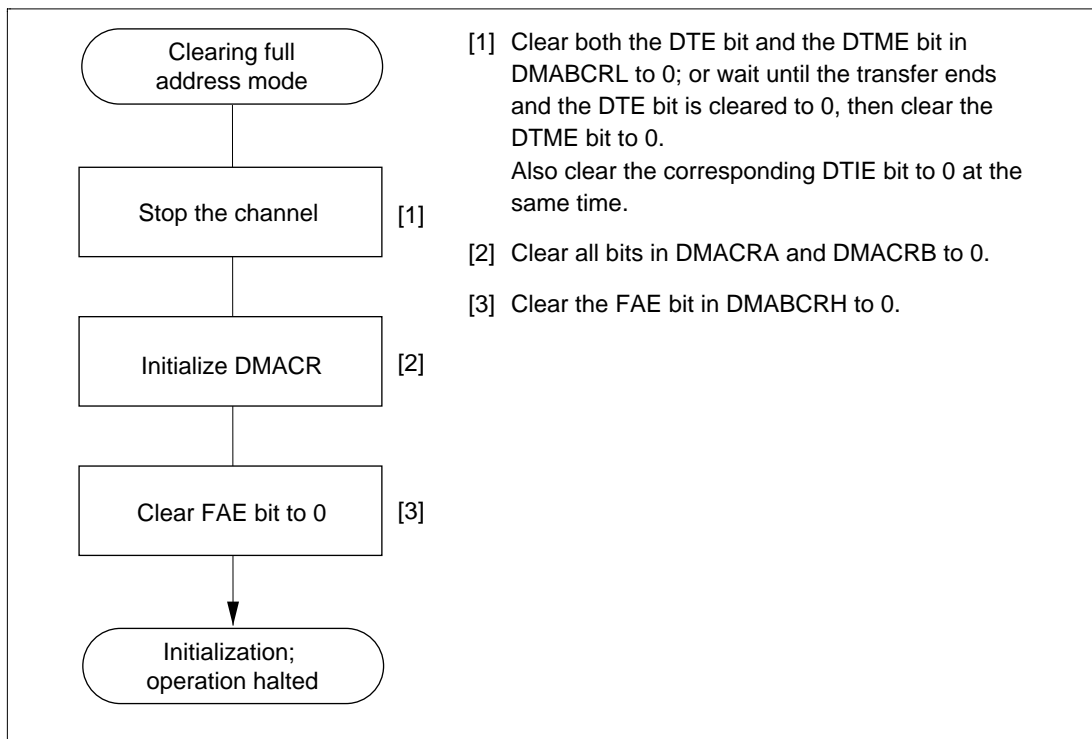 Clearing full
address mode
Stop the channel
[1]
Initialize DMACR
[2]
Clear FAE bit to 0
[3]
Initialization;
operation halted
[1] Clear both the DTE bit and the DTME bit in
DMABCRL to 0; or wait until the transfer ends
and the DTE bit is cleared to 0, then clear the
DTME bit to 0.
Also clear the corresponding DTIE bit to 0 at the
same time.
[2] Clear all bits in DMACRA and DMACRB to 0.
[3] Clear the FAE bit in DMABCRH to 0.